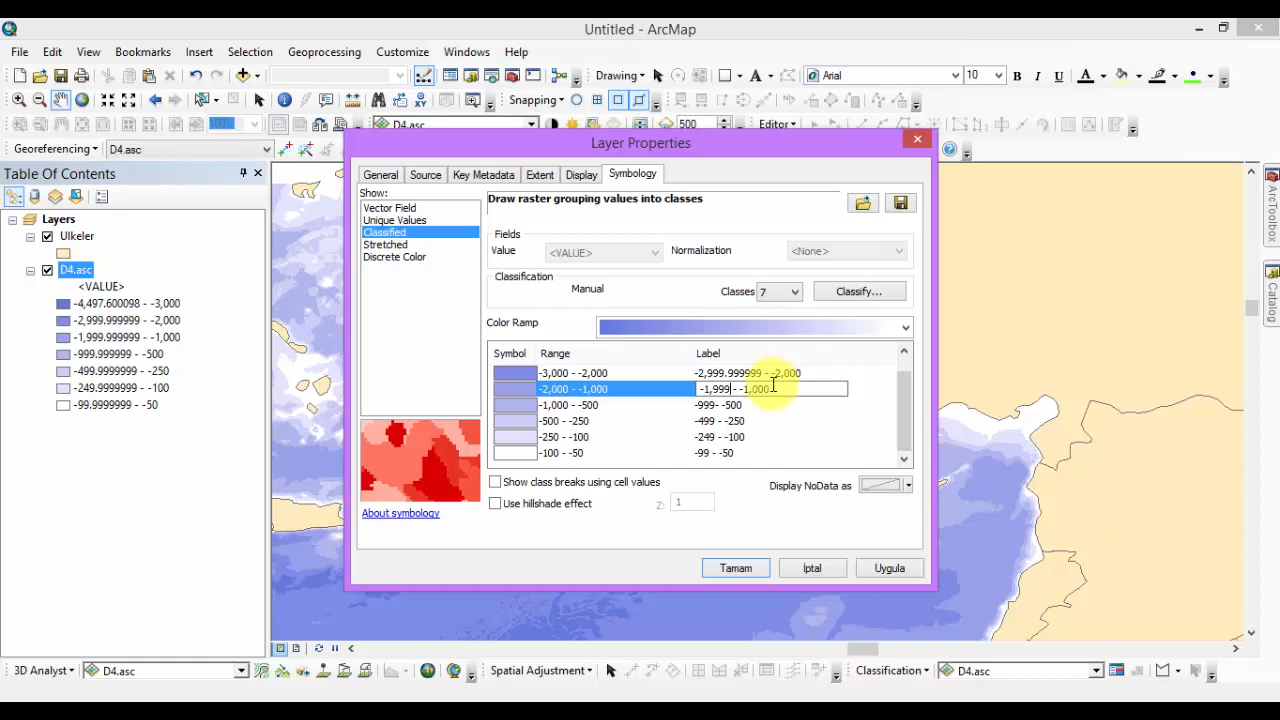 Untitled - ArcMap
File Edit View Bookmarks Insert Selection Geoprocessing Customize Windows Help
Drawing Arial 10 B I U A
Snapping
100% D4.asc 500 Editor
Georeferencing D4.asc
Table Of Contents
Layers
Ulkeler
D4.asc
<VALUE>
-4,497.600098 - -3,000
-2,999.999999 - -2,000
-1,999.999999 - -1,000
-999.9999999 - -500
-499.9999999 - -250
-249.9999999 - -100
-99.9999999 - -50
Layer Properties
General Source Key Metadata Extent Display Symbology
Show:
Vector Field
Unique Values
Classified
Stretched
Discrete Color
About symbology
Draw raster grouping values into classes
Fields
Value <VALUE> Normalization <None>
Classification
Manual Classes 7 Classify...
Color Ramp
Symbol Range Label
-3,000 - -2,000 -2,999.999999 - -2,000
-2,000 - -1,000 -1,999 - -1,000
-1,000 - -500 -999- -500
-500 - -250 -499 - -250
-250 - -100 -249 - -100
-100 - -50 -99 - -50
Show class breaks using cell values Display NoData as
Use hillshade effect Z: 1
Tamam İptal Uygula
ArcToolbox
Catalog
3D Analyst D4.asc Spatial Adjustment Classification D4.asc